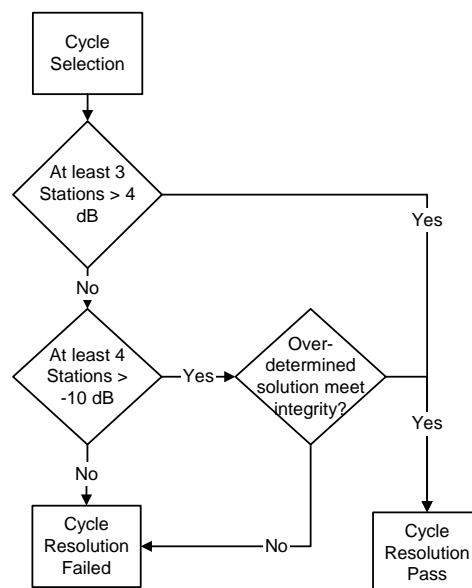 Cycle
Selection
At least 3
Stations > 4
dB
Yes
No
At least 4
Stations >
-10 dB
Yes
Over-
determined
solution meet
integrity?
Yes
No
No
Cycle
Resolution
Failed
Cycle
Resolution
Pass